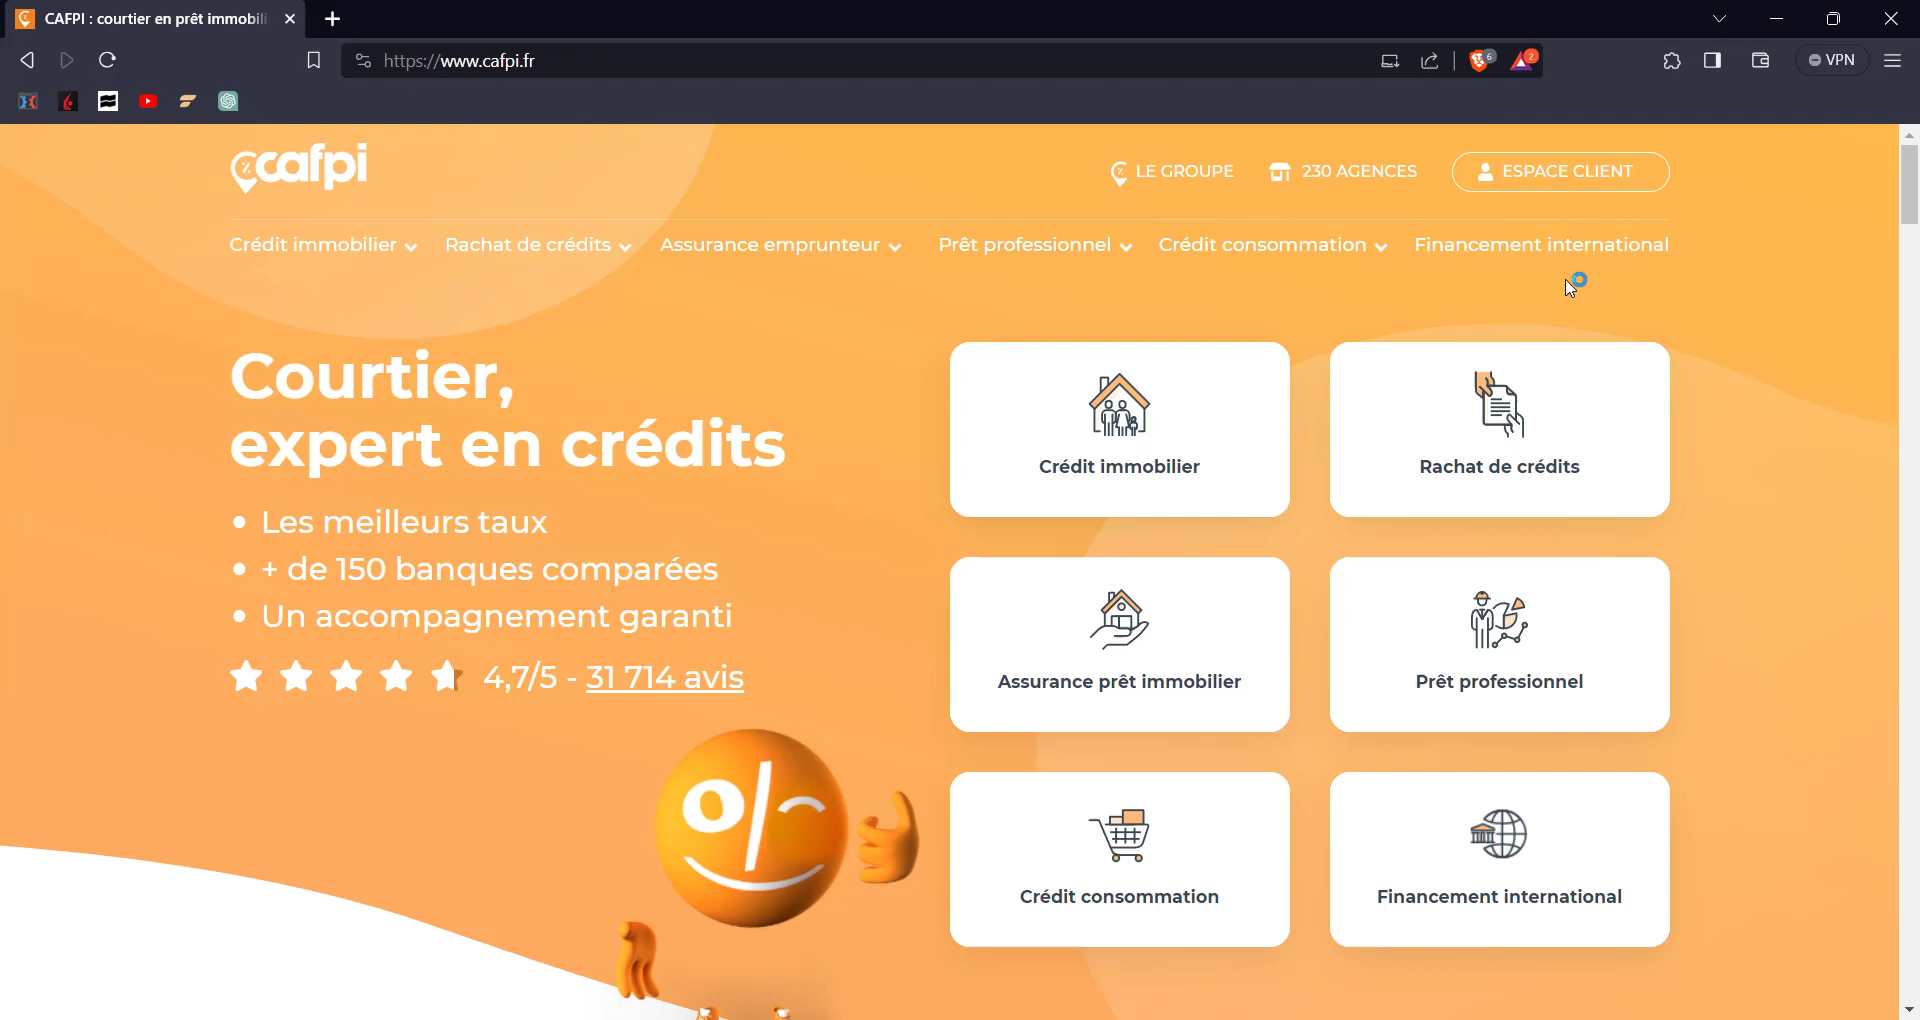 CAFPI : courtier en prêt immobili
https://www.cafpi.fr
6
2
VPN
cafpi
LE GROUPE
230 AGENCES
ESPACE CLIENT
Crédit immobilier
Rachat de crédits
Assurance emprunteur
Prêt professionnel
Crédit consommation
Financement international
Courtier,
expert en crédits
• Les meilleurs taux
• + de 150 banques comparées
• Un accompagnement garanti
4,7/5 - 31 714 avis
Crédit immobilier
Rachat de crédits
Assurance prêt immobilier
Prêt professionnel
Crédit consommation
Financement international